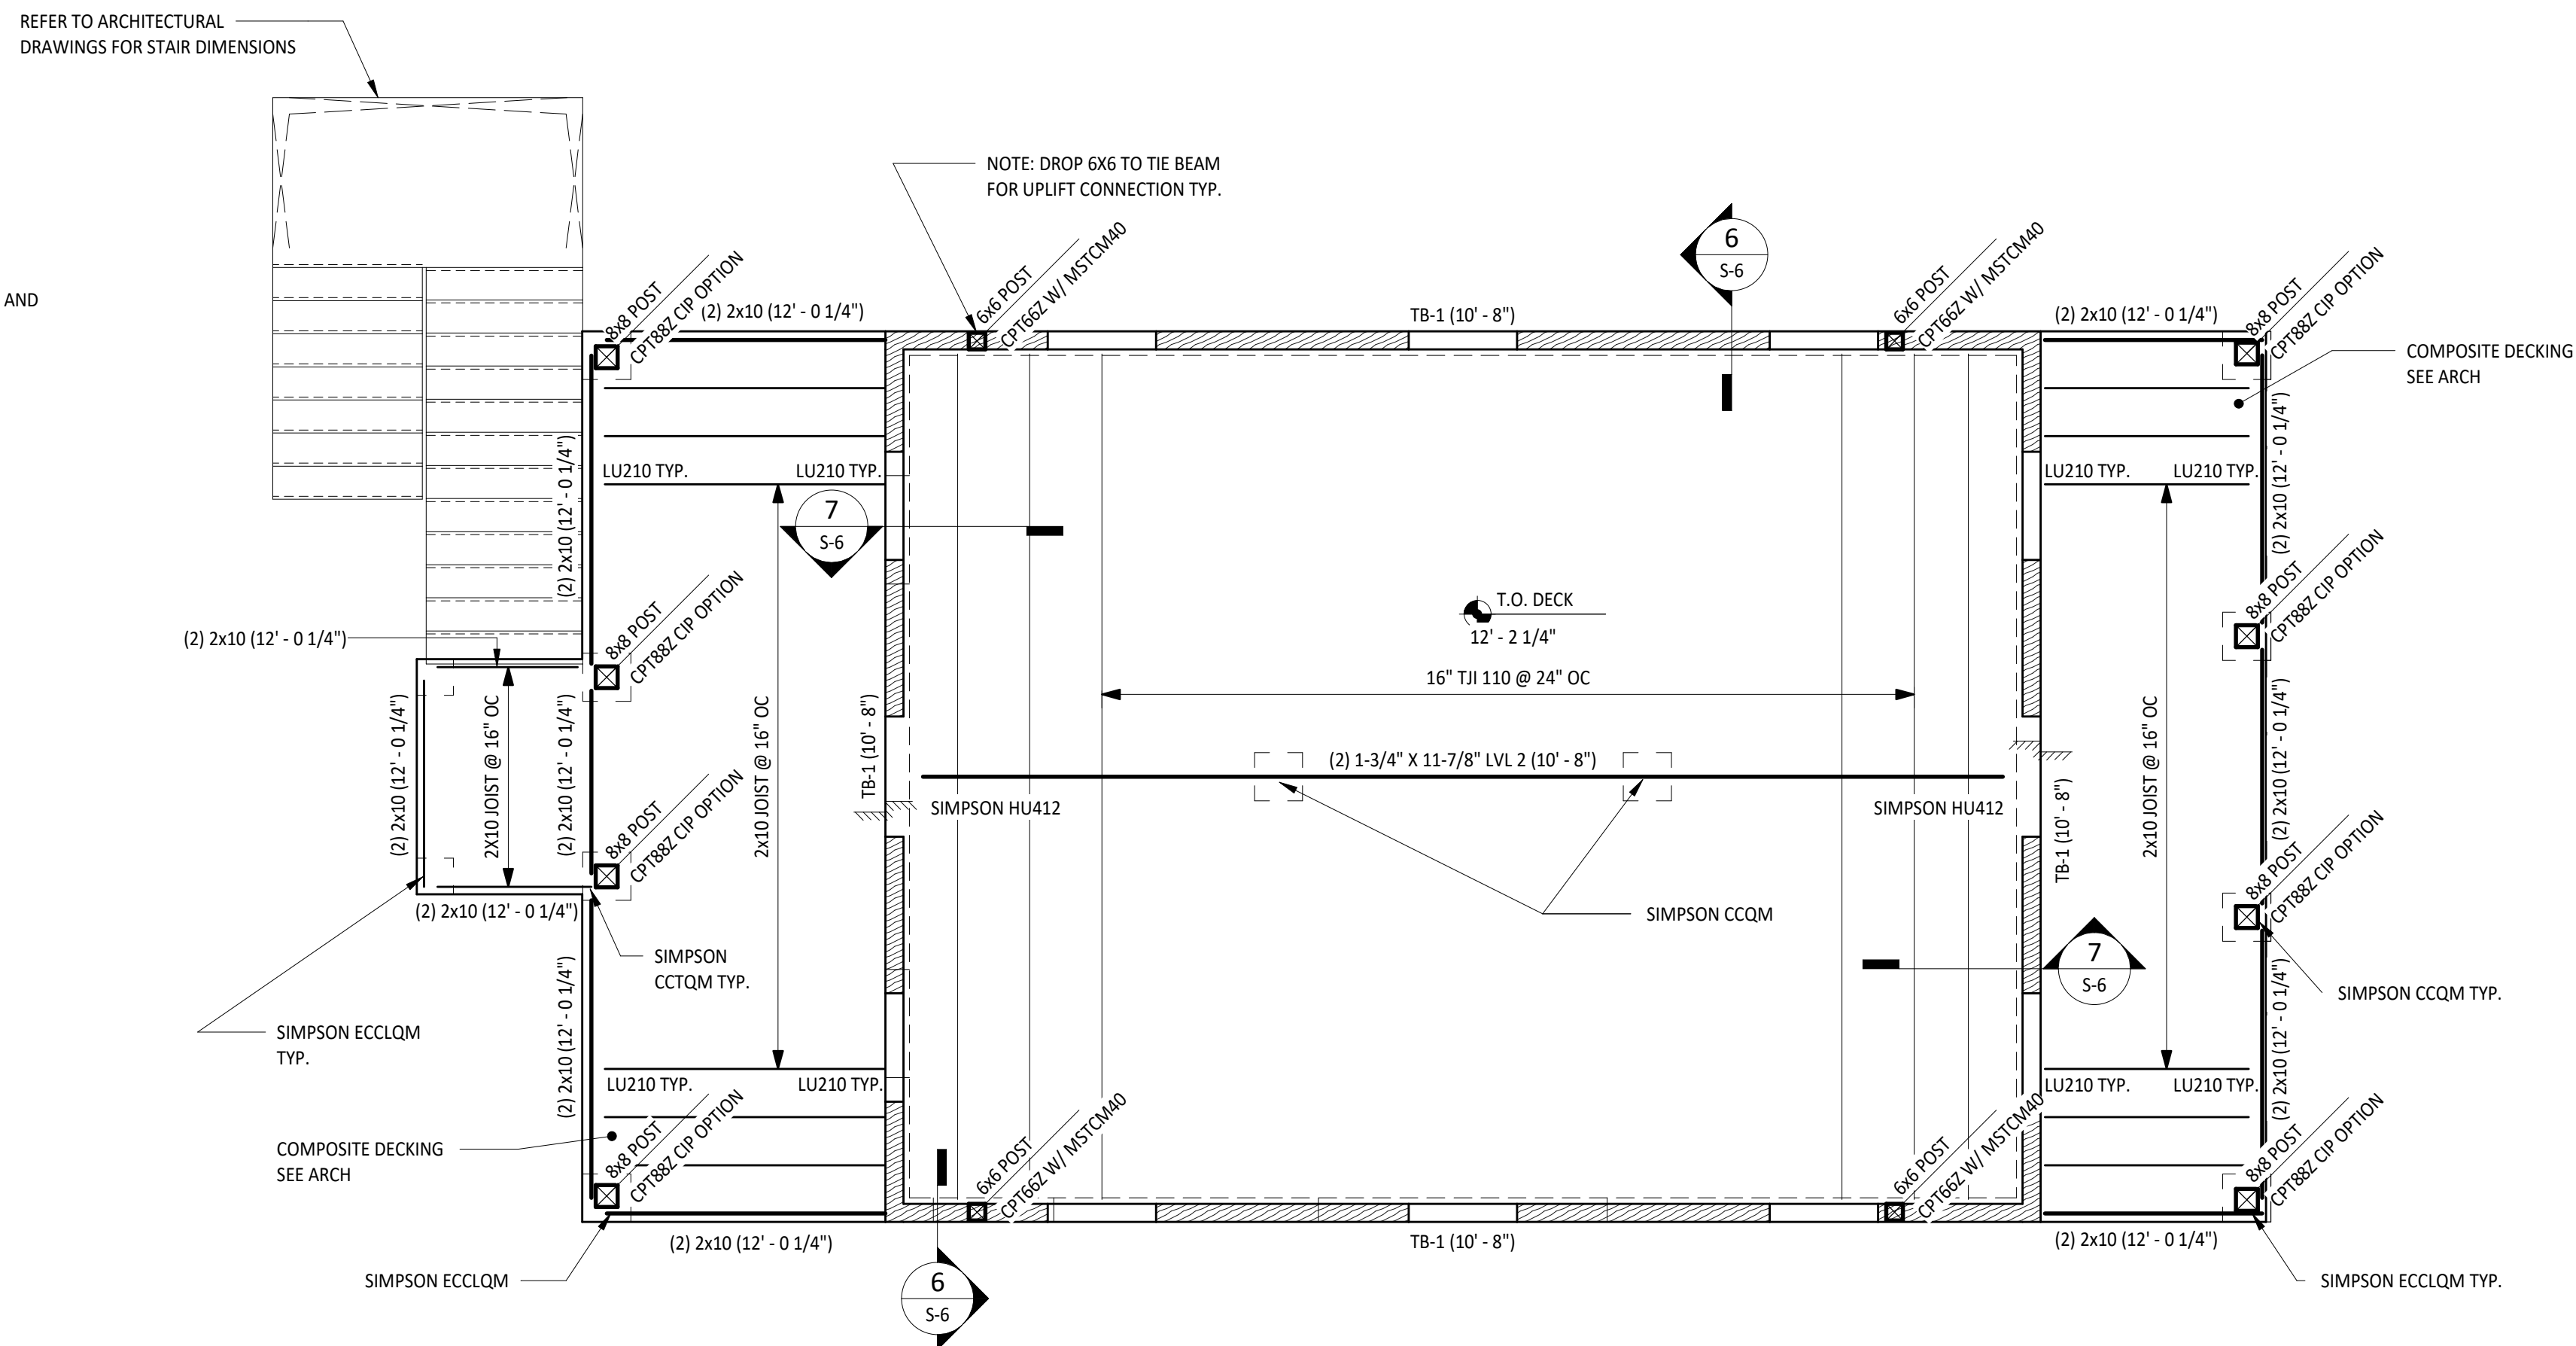 REFER TO ARCHITECTURAL
DRAWINGS FOR STAIR DIMENSIONS
AND
NOTE: DROP 6X6 TO TIE BEAM
FOR UPLIFT CONNECTION TYP.
6
S-6
8x8 POST
CPT88Z CIP OPTION
(2) 2x10 (12' - 0 1/4")
6x6 POST
CPT66Z W/ MSTCM40
TB-1 (10' - 8")
6x6 POST
CPT66Z W/ MSTCM40
(2) 2x10 (12' - 0 1/4")
8x8 POST
CPT88Z CIP OPTION
COMPOSITE DECKING
SEE ARCH
(2) 2x10 (12' - 0 1/4")
LU210 TYP.
LU210 TYP.
LU210 TYP.
LU210 TYP.
(2) 2x10 (12' - 0 1/4")
7
S-6
8x8 POST
CPT88Z CIP OPTION
T.O. DECK
12' - 2 1/4"
8x8 POST
CPT88Z CIP OPTION
(2) 2x10 (12' - 0 1/4")
16" TJI 110 @ 24" OC
(2) 2x10 (12' - 0 1/4")
2X10 JOIST @ 16" OC
(2) 2x10 (12' - 0 1/4")
2x10 JOIST @ 16" OC
TB-1 (10' - 8")
(2) 1-3/4" X 11-7/8" LVL 2 (10' - 8")
SIMPSON HU412
SIMPSON HU412
TB-1 (10' - 8")
2x10 JOIST @ 16" OC
(2) 2x10 (12' - 0 1/4")
8x8 POST
CPT88Z CIP OPTION
8x8 POST
CPT88Z CIP OPTION
(2) 2x10 (12' - 0 1/4")
SIMPSON CCQM
SIMPSON
CCTQM TYP.
7
S-6
SIMPSON CCQM TYP.
(2) 2x10 (12' - 0 1/4")
SIMPSON ECCLQM
TYP.
(2) 2x10 (12' - 0 1/4")
LU210 TYP.
LU210 TYP.
LU210 TYP.
LU210 TYP.
COMPOSITE DECKING
SEE ARCH
8x8 POST
CPT88Z CIP OPTION
6x6 POST
CPT66Z W/ MSTCM40
6x6 POST
CPT66Z W/ MSTCM40
8x8 POST
CPT88Z CIP OPTION
(2) 2x10 (12' - 0 1/4")
TB-1 (10' - 8")
(2) 2x10 (12' - 0 1/4")
SIMPSON ECCLQM
6
S-6
SIMPSON ECCLQM TYP.